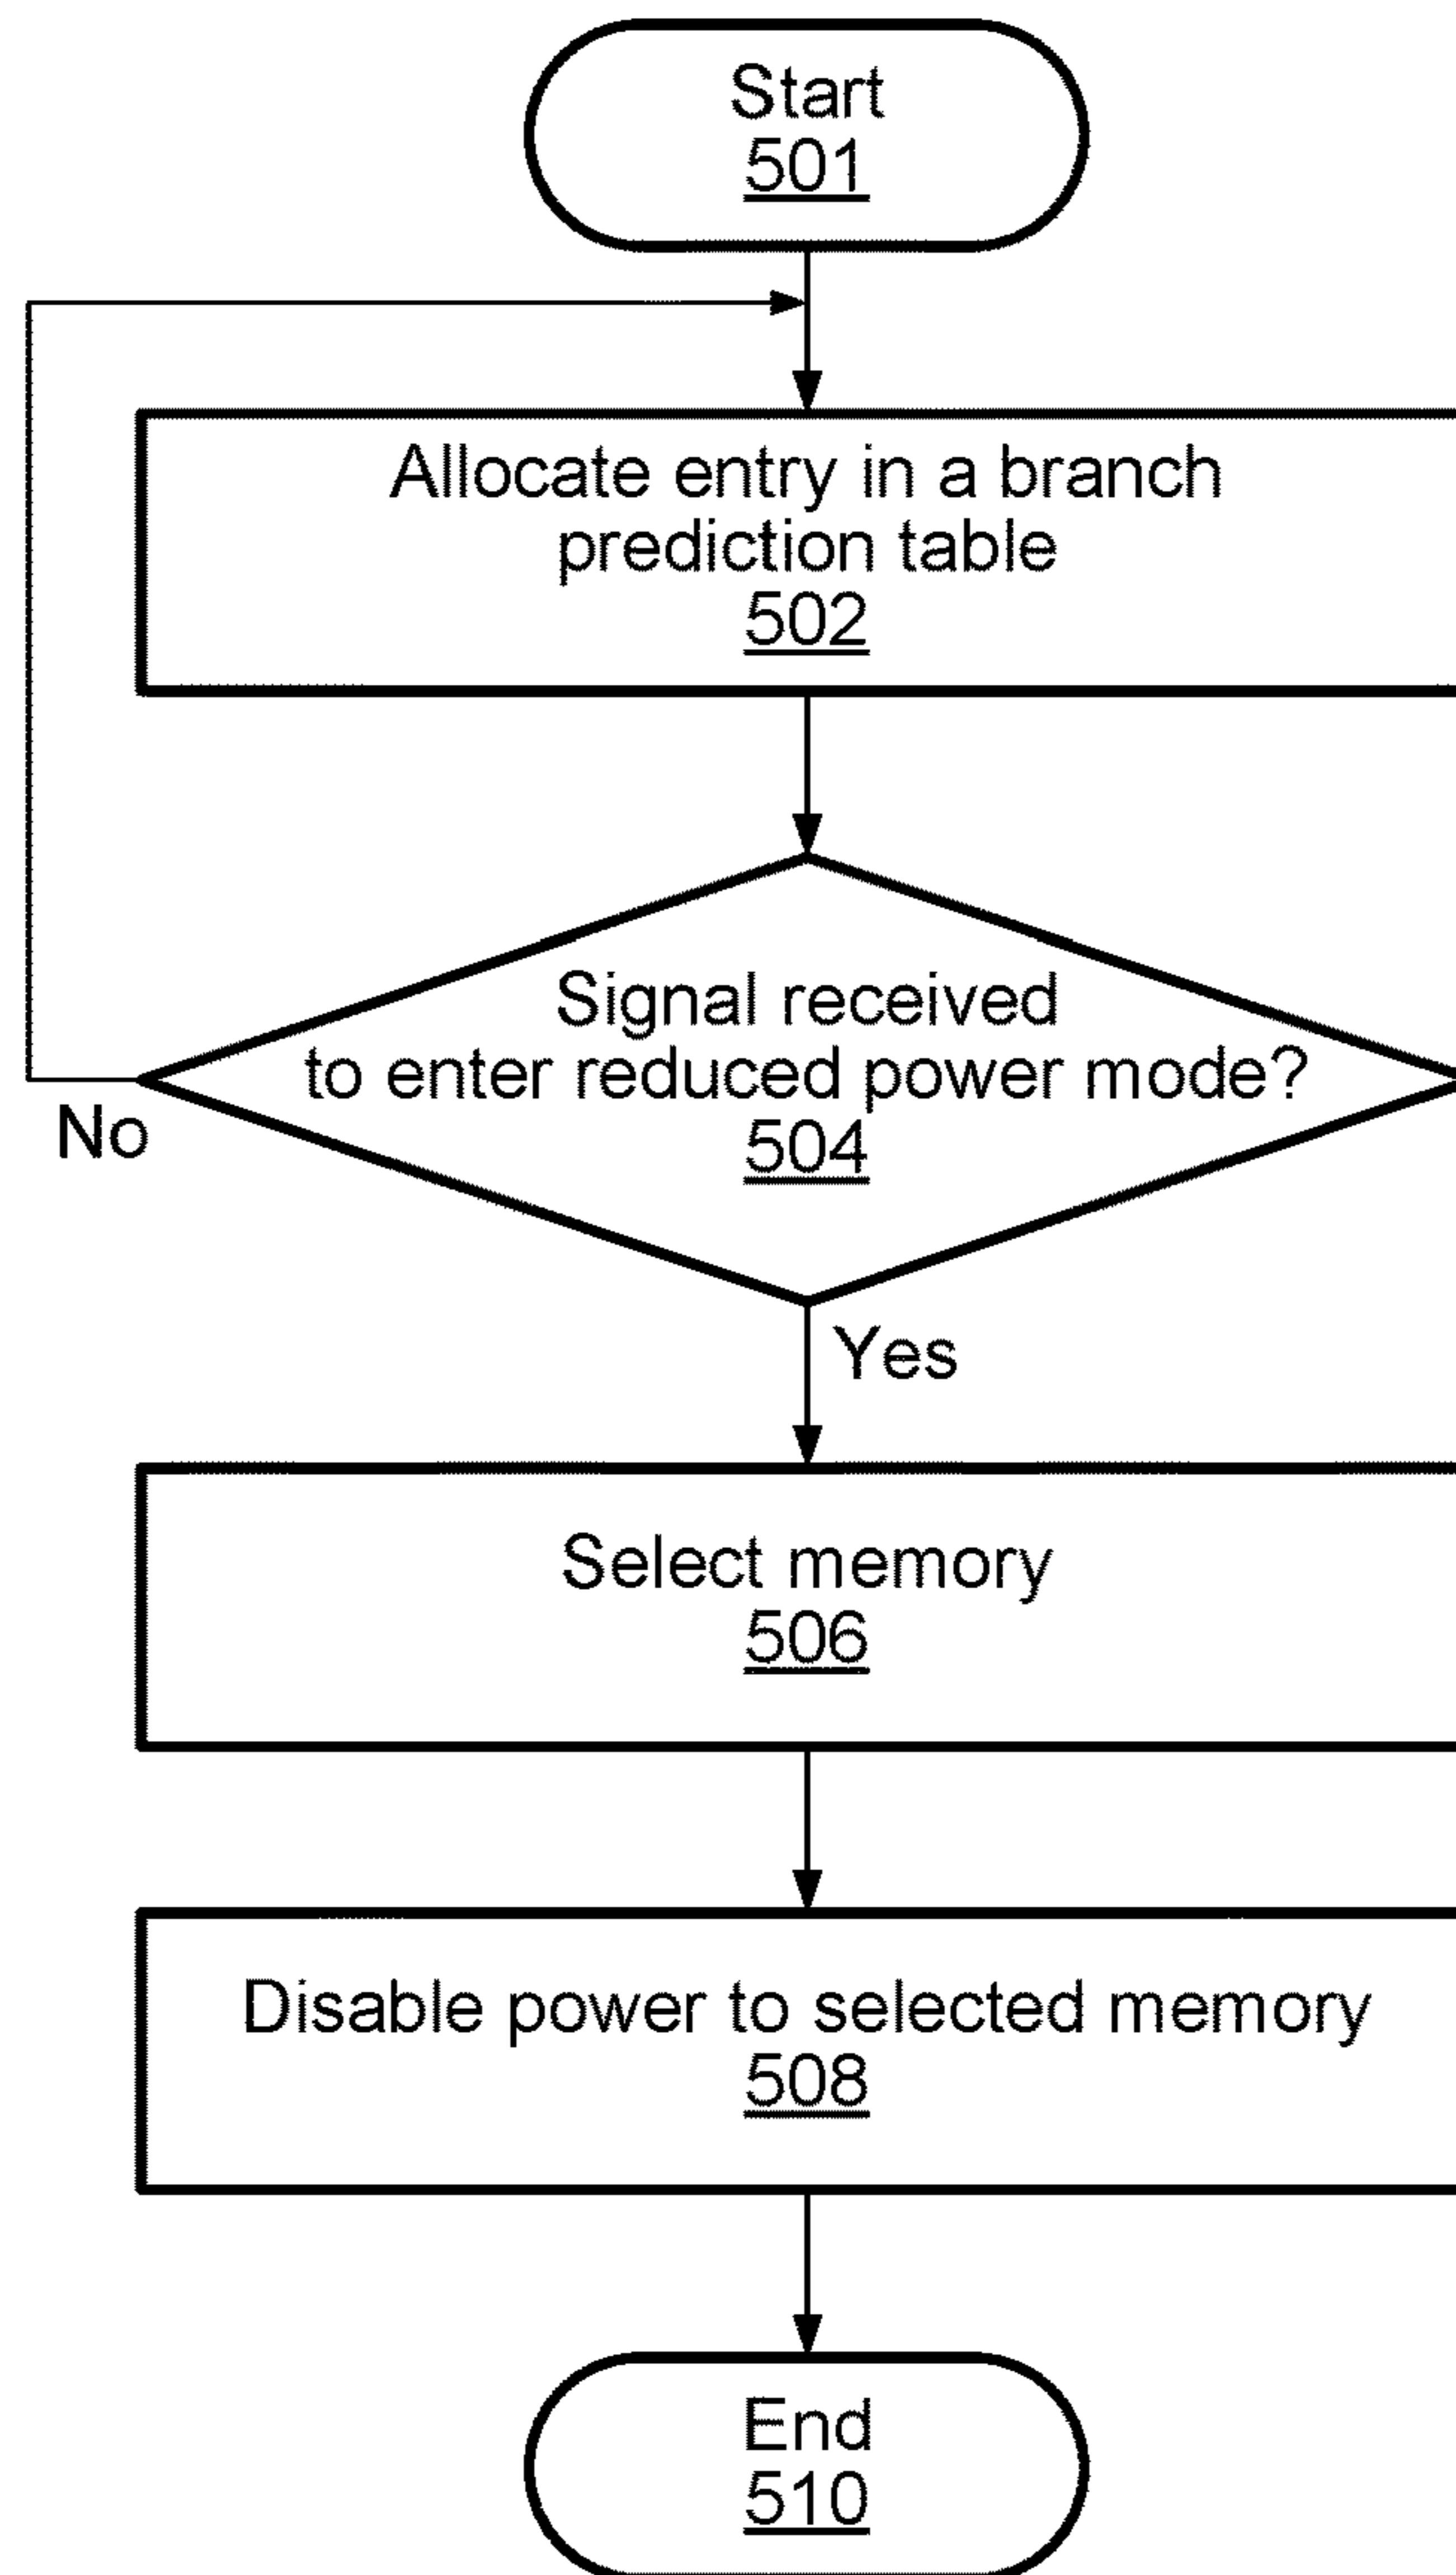 Start
501
Allocate entry in a branch
prediction table
502
Signal received
to enter reduced power mode?
504
No
Yes
Select memory
506
Disable power to selected memory
508
End
510